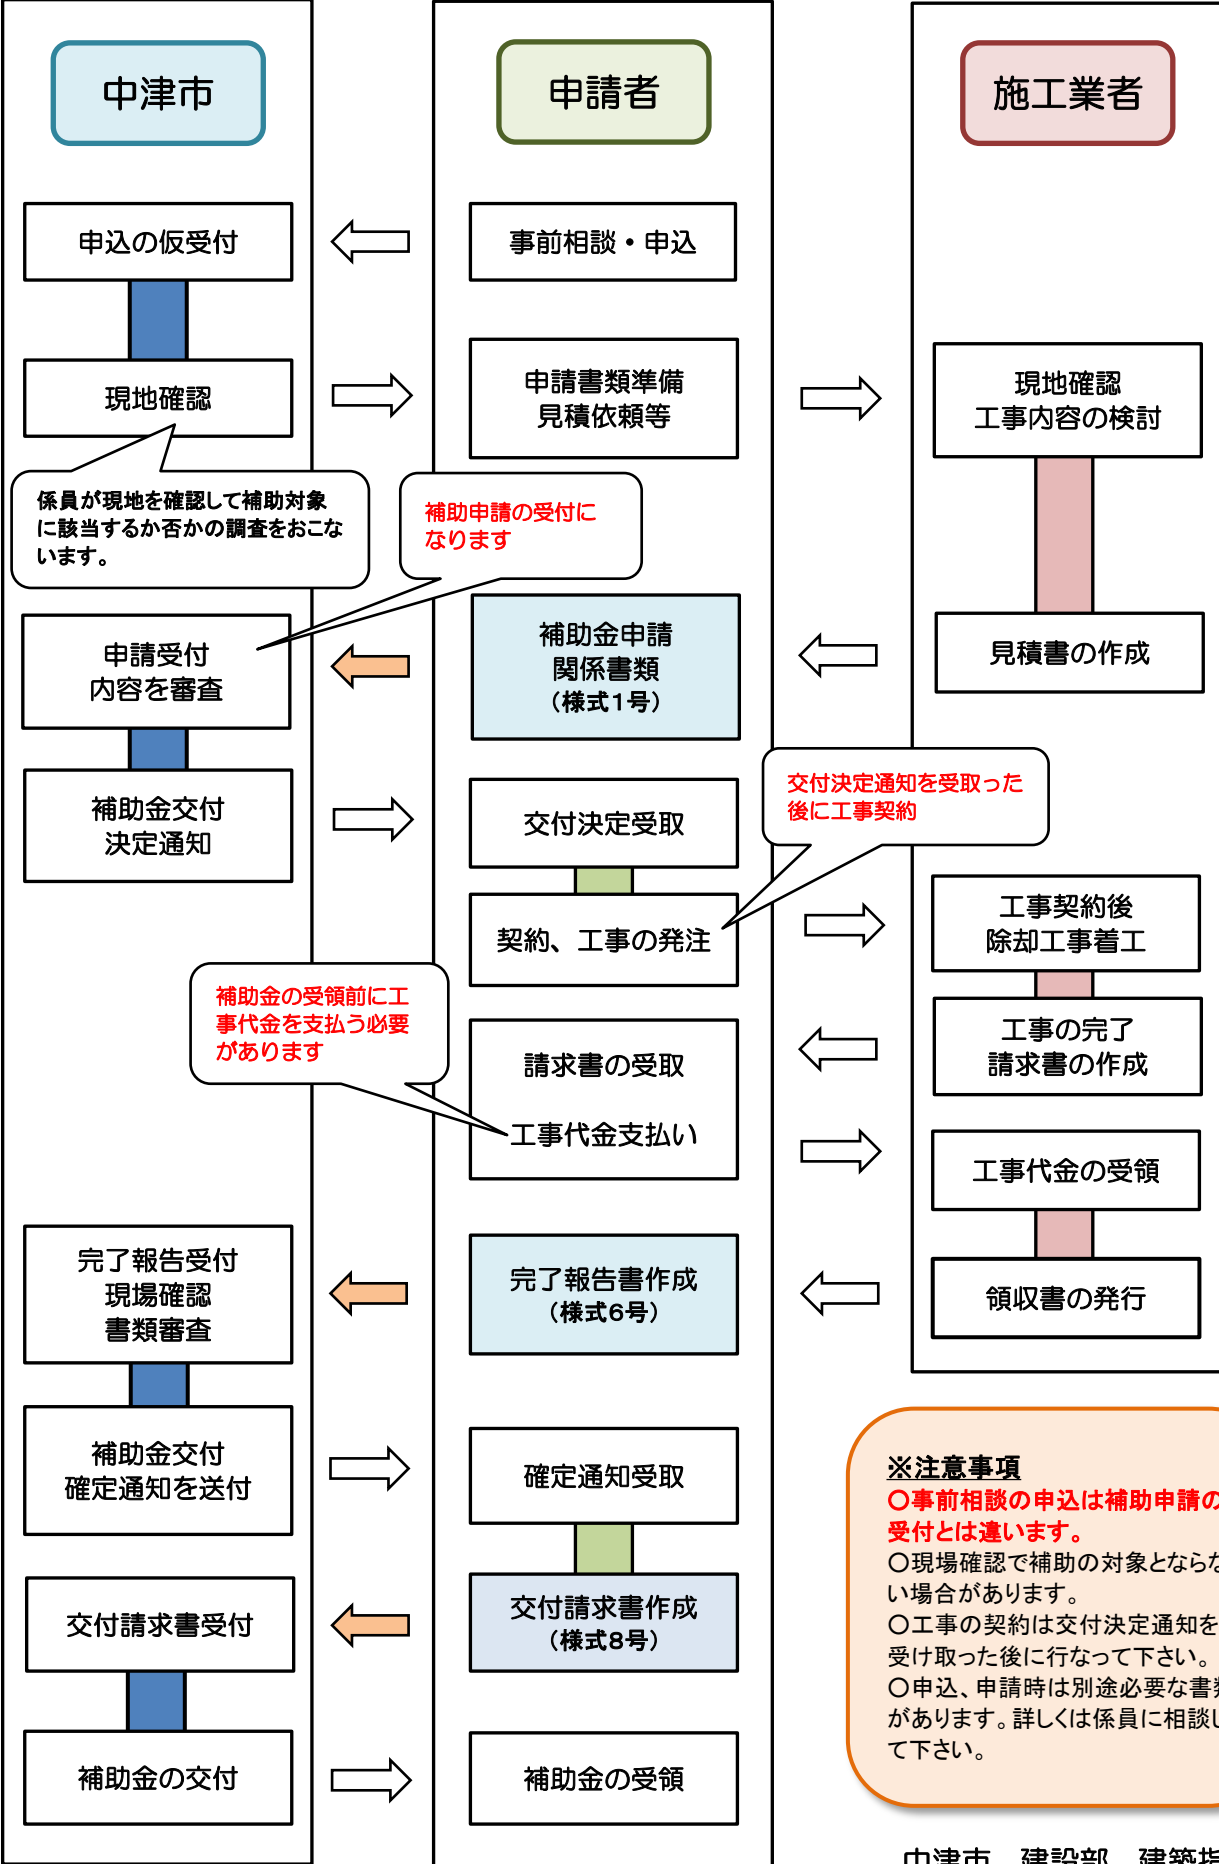 中津市
申請者
施工業者
申込の仮受付
事前相談・申込
現地確認
申請書類準備
見積依頼等
現地確認
工事内容の検討
係員が現地を確認して補助対象
に該当するか否かの調査をおこな
います。
補助申請の受付に
なります
申請受付
内容を審査
補助金申請
関係書類
（様式１号）
見積書の作成
補助金交付
決定通知
交付決定受取
交付決定通知を受取った
後に工事契約
契約、工事の発注
工事契約後
除却工事着工
補助金の受領前に工
事代金を支払う必要
があります
請求書の受取
工事代金支払い
工事の完了
請求書の作成
工事代金の受領
完了報告受付
現場確認
書類審査
完了報告書作成
（様式６号）
領収書の発行
補助金交付
確定通知を送付
確定通知受取
交付請求書受付
交付請求書作成
（様式８号）
補助金の交付
補助金の受領
※注意事項
〇事前相談の申込は補助申請の
受付とは違います。
〇現場確認で補助の対象とならな
い場合があります。
〇工事の契約は交付決定通知を
受け取った後に行なって下さい。
〇申込、申請時は別途必要な書類
があります。詳しくは係員に相談し
て下さい。
中津市　建設部　建築指